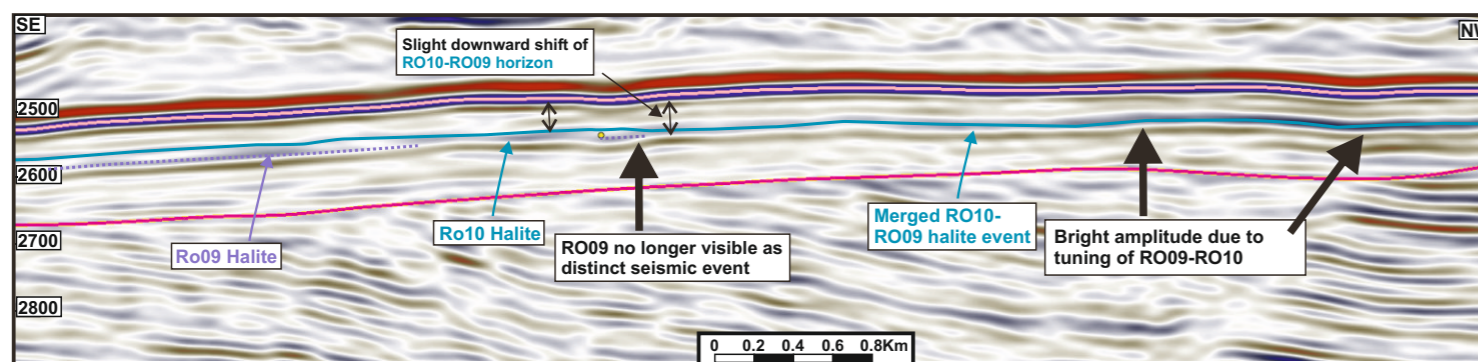 SE
NW
Slight downward shift of
RO10-RO09 horizon
2500
2600
2700
2800
Ro09 Halite
Ro10 Halite
RO09 no longer visible as
distinct seismic event
Merged RO10-
RO09 halite event
Bright amplitude due to
tuning of RO09-RO10
0 0.2 0.4 0.6 0.8Km